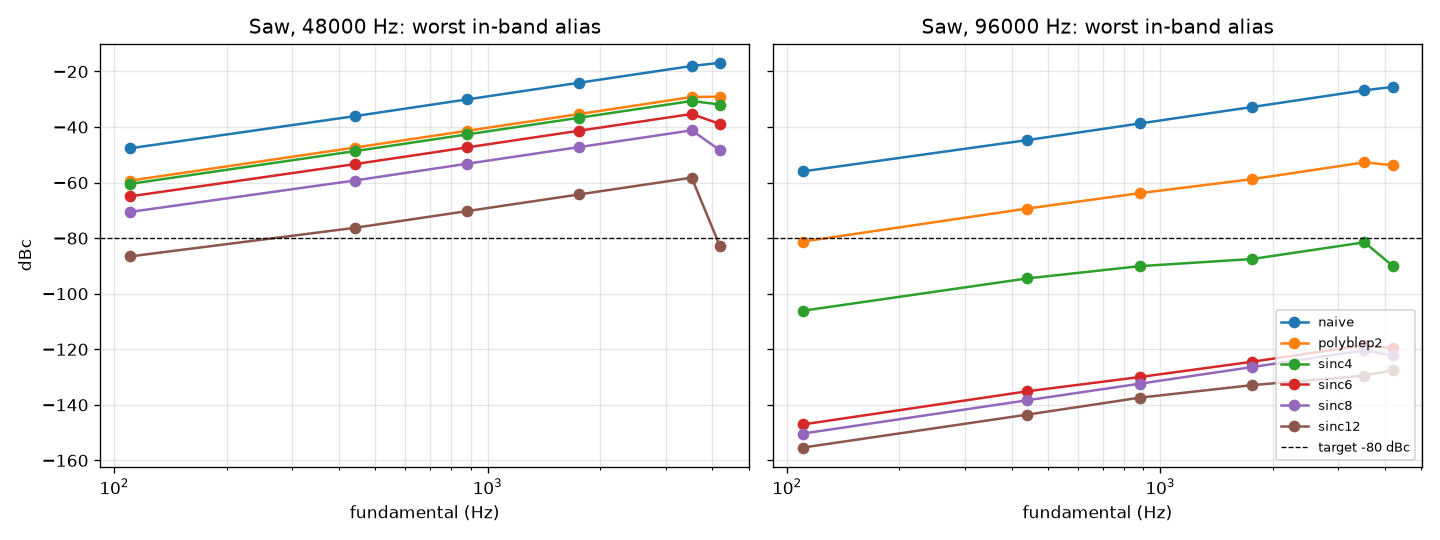 Saw, 48000 Hz: worst in-band alias
Saw, 96000 Hz: worst in-band alias
dBc
−20
−40
−60
−80
−100
−120
−140
−160
naive
polyblep2
sinc4
sinc6
sinc8
sinc12
target -80 dBc
10²
10³
10²
10³
fundamental (Hz)
fundamental (Hz)